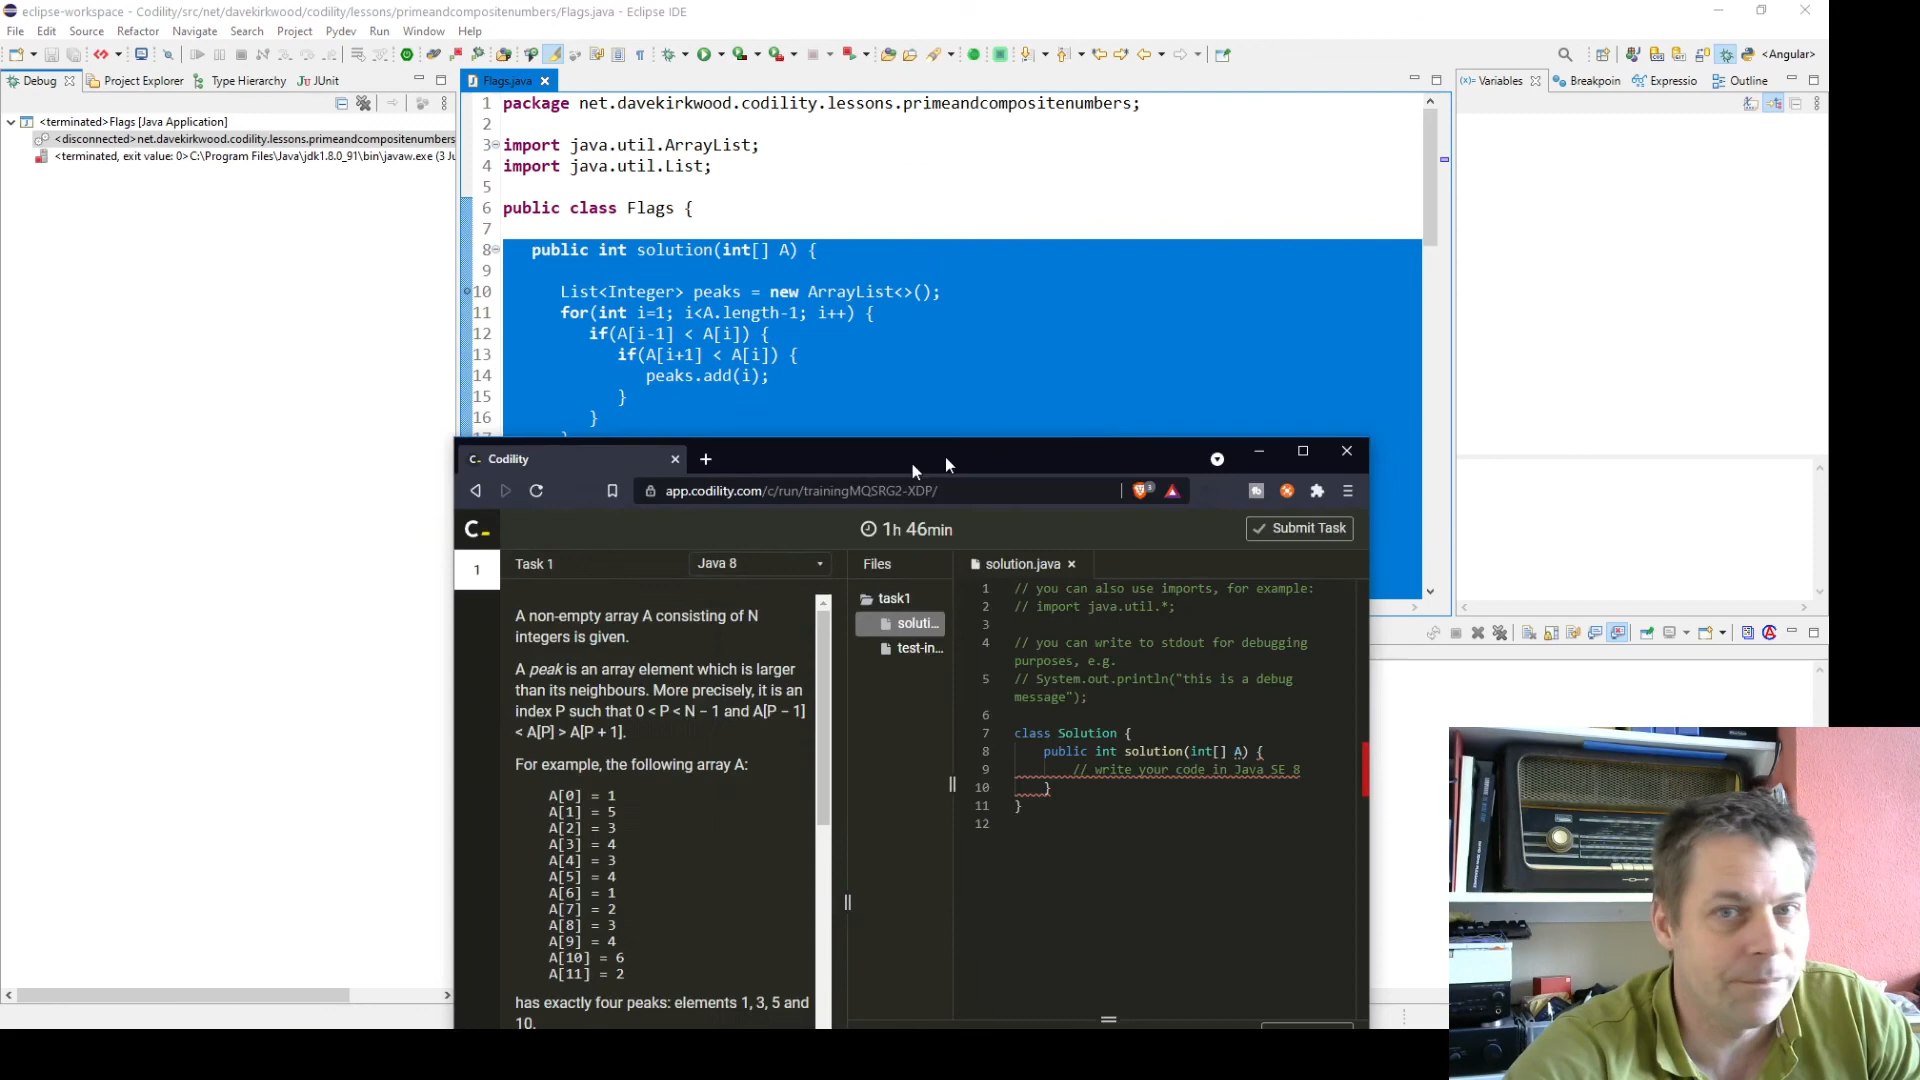 eclipse-workspace - Codility/src/net/davekirkwood/codility/lessons/primeandcompositenumbers/Flags.java - Eclipse IDE
File Edit Source Refactor Navigate Search Project Pydev Run Window Help
<Angular>
Debug Project Explorer Type Hierarchy JUnit
<terminated>Flags [Java Application]
<disconnected>net.davekirkwood.codility.lessons.primeandcompositenumbers
<terminated, exit value: 0>C:\Program Files\Java\jdk1.8.0_91\bin\javaw.exe (3 Ju
Flags.java
1 package net.davekirkwood.codility.lessons.primeandcompositenumbers;
2
3 import java.util.ArrayList;
4 import java.util.List;
5
6 public class Flags {
7
8 public int solution(int[] A) {
9
10 List<Integer> peaks = new ArrayList<>();
11 for(int i=1; i<A.length-1; i++) {
12 if(A[i-1] < A[i]) {
13 if(A[i+1] < A[i]) {
14 peaks.add(i);
15 }
16 }
(x)= Variables Breakpoin Expressio Outline
C_ Codility
app.codility.com/c/run/trainingMQSRG2-XDP/
3
C_
1h 46min
Submit Task
1
Task 1
Java 8
A non-empty array A consisting of N
integers is given.
A peak is an array element which is larger
than its neighbours. More precisely, it is an
index P such that 0 < P < N − 1 and A[P − 1]
< A[P] > A[P + 1].
For example, the following array A:
A[0] = 1
A[1] = 5
A[2] = 3
A[3] = 4
A[4] = 3
A[5] = 4
A[6] = 1
A[7] = 2
A[8] = 3
A[9] = 4
A[10] = 6
A[11] = 2
has exactly four peaks: elements 1, 3, 5 and
10.
Files
task1
soluti...
test-in...
solution.java
1 // you can also use imports, for example:
2 // import java.util.*;
3
4 // you can write to stdout for debugging
purposes, e.g.
5 // System.out.println("this is a debug
message");
6
7 class Solution {
8 public int solution(int[] A) {
9 // write your code in Java SE 8
10 }
11 }
12